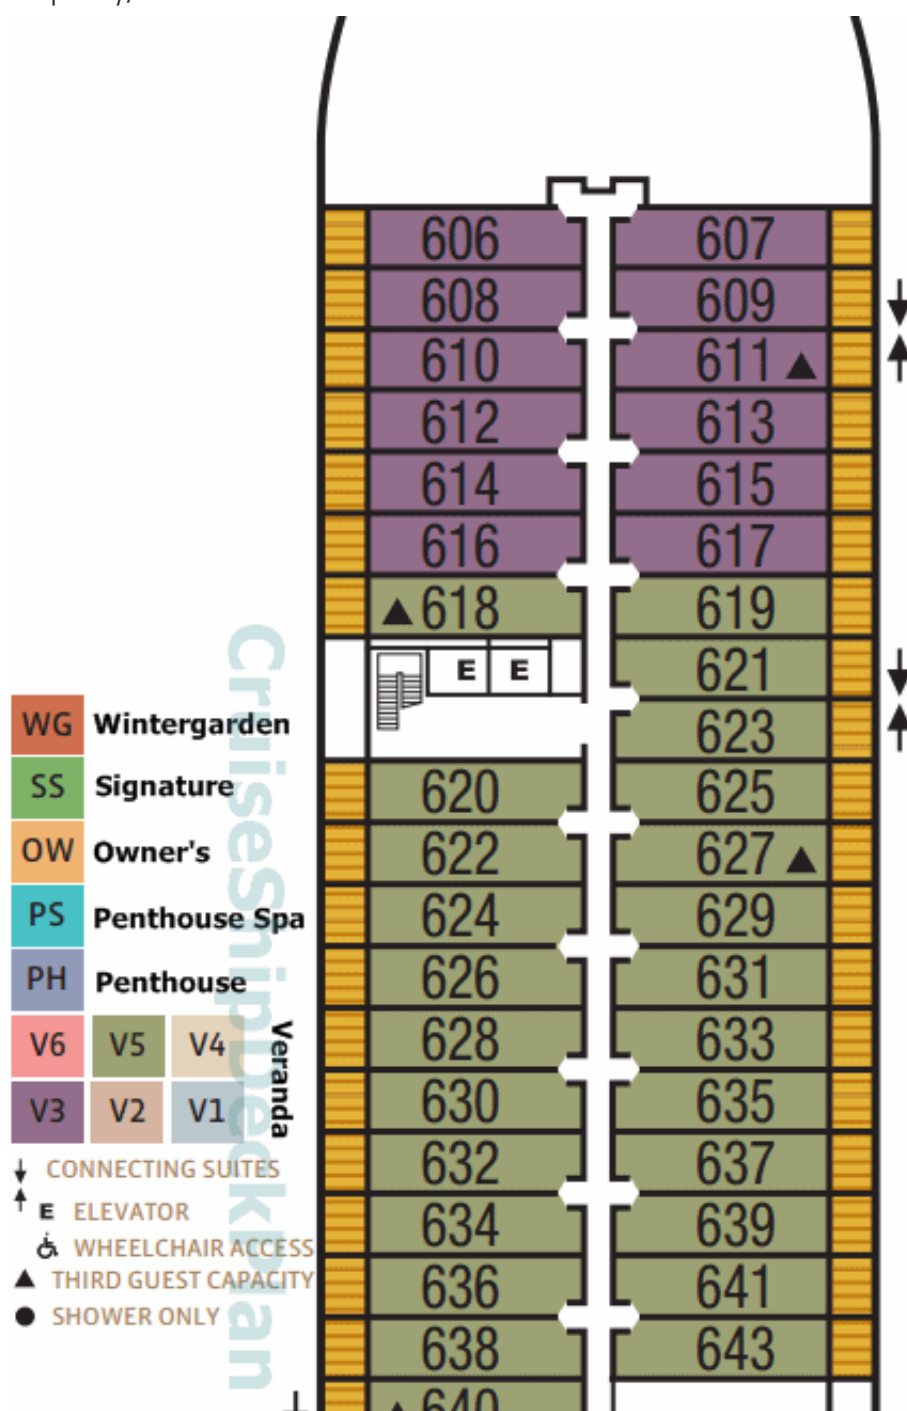 606 607
608 609
610 611
612 613
614 615
616 617
618 619
621
E E
623
620 625
622 627
624 629
626 631
628 633
630 635
632 637
634 639
636 641
638 643
640
WG Wintergarden
SS Signature
OW Owner's
PS Penthouse Spa
PH Penthouse
V6 V5 V4
V3 V2 V1
Veranda
CONNECTING SUITES
E ELEVATOR
WHEELCHAIR ACCESS
THIRD GUEST CAPACITY
SHOWER ONLY
CruiseShipDeckplan